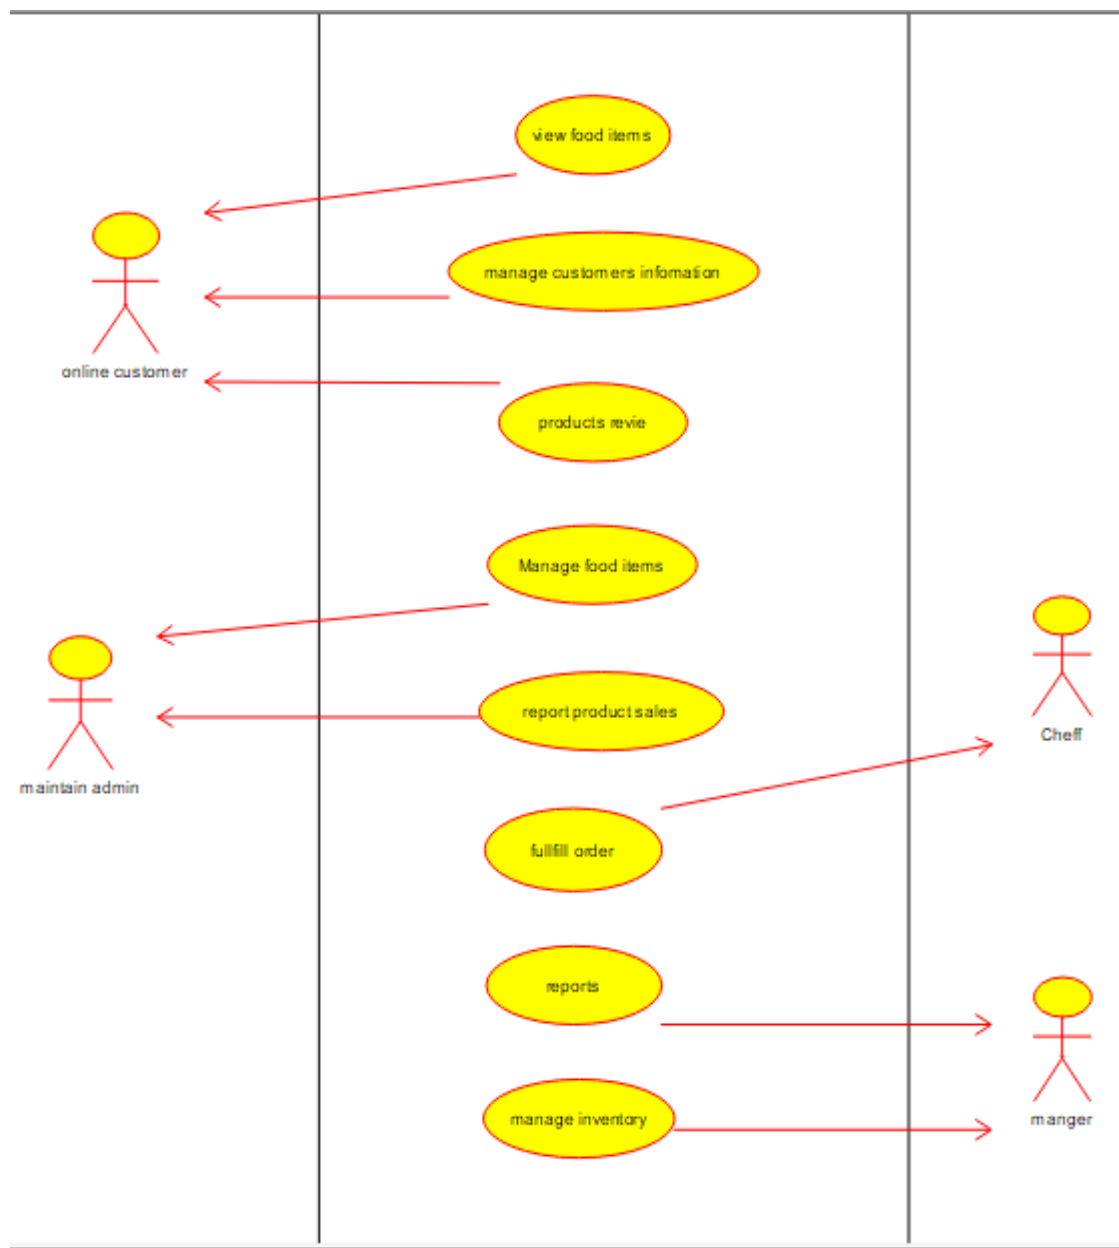 view food items
manage customers infomation
online customer
products revie
Manage food items
report product sales
Cheff
maintain admin
fullfill order
reports
manage inventory
manger